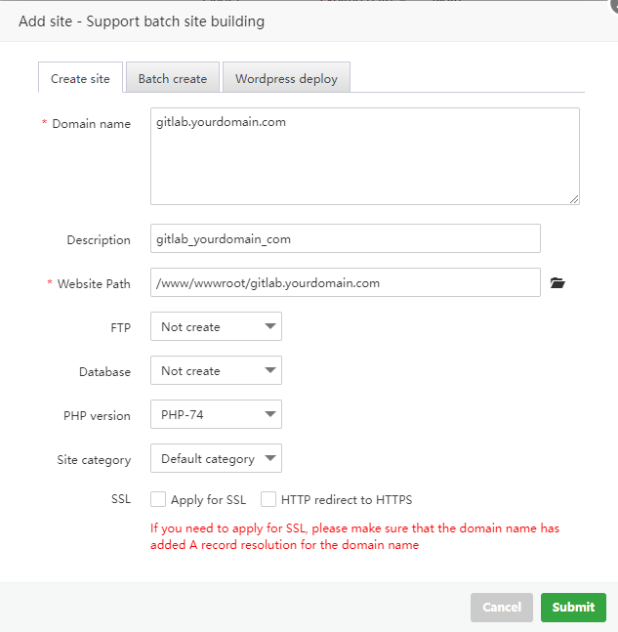 Add site - Support batch site building
Create site
Batch create
Wordpress deploy
* Domain name
gitlab.yourdomain.com
Description
gitlab_yourdomain_com
* Website Path
/www/wwwroot/gitlab.yourdomain.com
FTP
Not create
Database
Not create
PHP version
PHP-74
Site category
Default category
SSL
Apply for SSL
HTTP redirect to HTTPS
If you need to apply for SSL, please make sure that the domain name has
added A record resolution for the domain name
Cancel
Submit